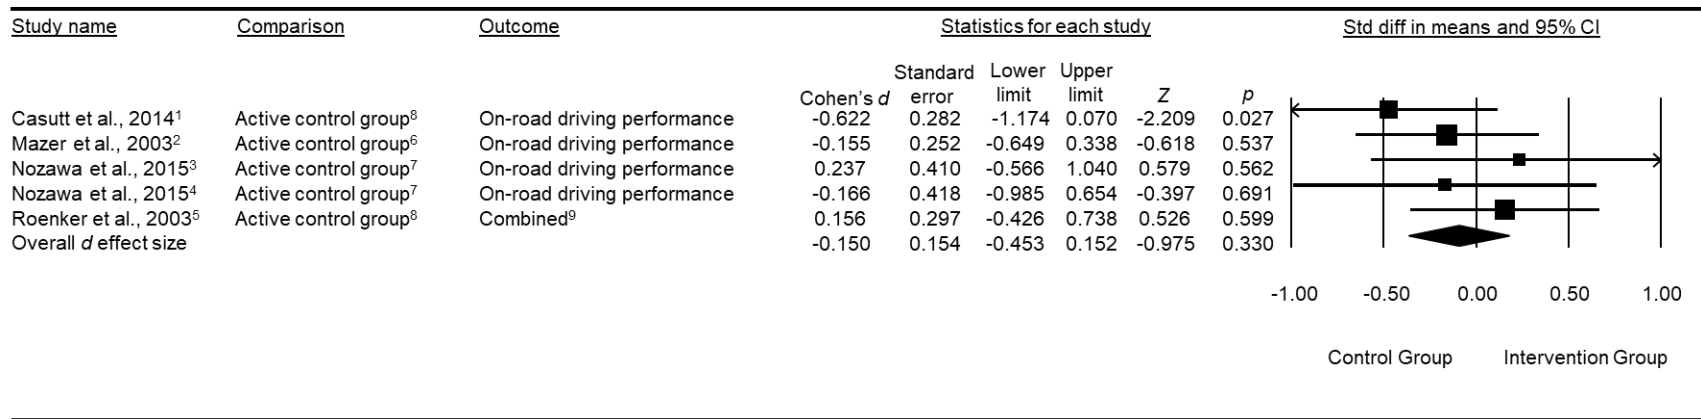 Study name Comparison Outcome Statistics for each study Std diff in means and 95% CI
Cohen's d Standard error Lower limit Upper limit Z p
Casutt et al., 2014¹ Active control group⁸ On-road driving performance -0.622 0.282 -1.174 0.070 -2.209 0.027
Mazer et al., 2003² Active control group⁶ On-road driving performance -0.155 0.252 -0.649 0.338 -0.618 0.537
Nozawa et al., 2015³ Active control group⁷ On-road driving performance 0.237 0.410 -0.566 1.040 0.579 0.562
Nozawa et al., 2015⁴ Active control group⁷ On-road driving performance -0.166 0.418 -0.985 0.654 -0.397 0.691
Roenker et al., 2003⁵ Active control group⁸ Combined⁹ 0.156 0.297 -0.426 0.738 0.526 0.599
Overall d effect size -0.150 0.154 -0.453 0.152 -0.975 0.330
-1.00 -0.50 0.00 0.50 1.00
Control Group Intervention Group